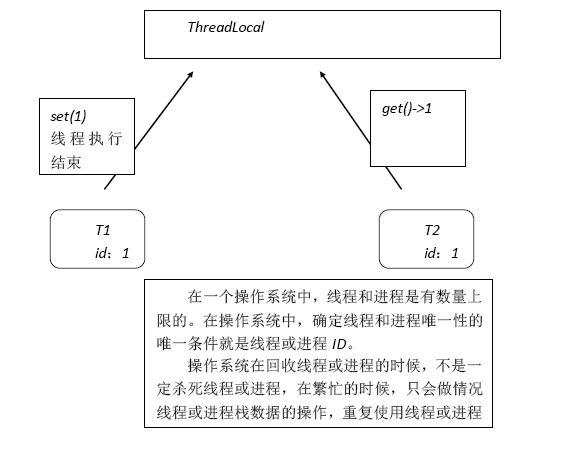 ThreadLocal
set(1)
线程执行
结束
get()->1
T1
id：1
T2
id：1
在一个操作系统中，线程和进程是有数量上
限的。在操作系统中，确定线程和进程唯一性的
唯一条件就是线程或进程 ID。
操作系统在回收线程或进程的时候，不是一
定杀死线程或进程，在繁忙的时候，只会做情况
线程或进程栈数据的操作，重复使用线程或进程